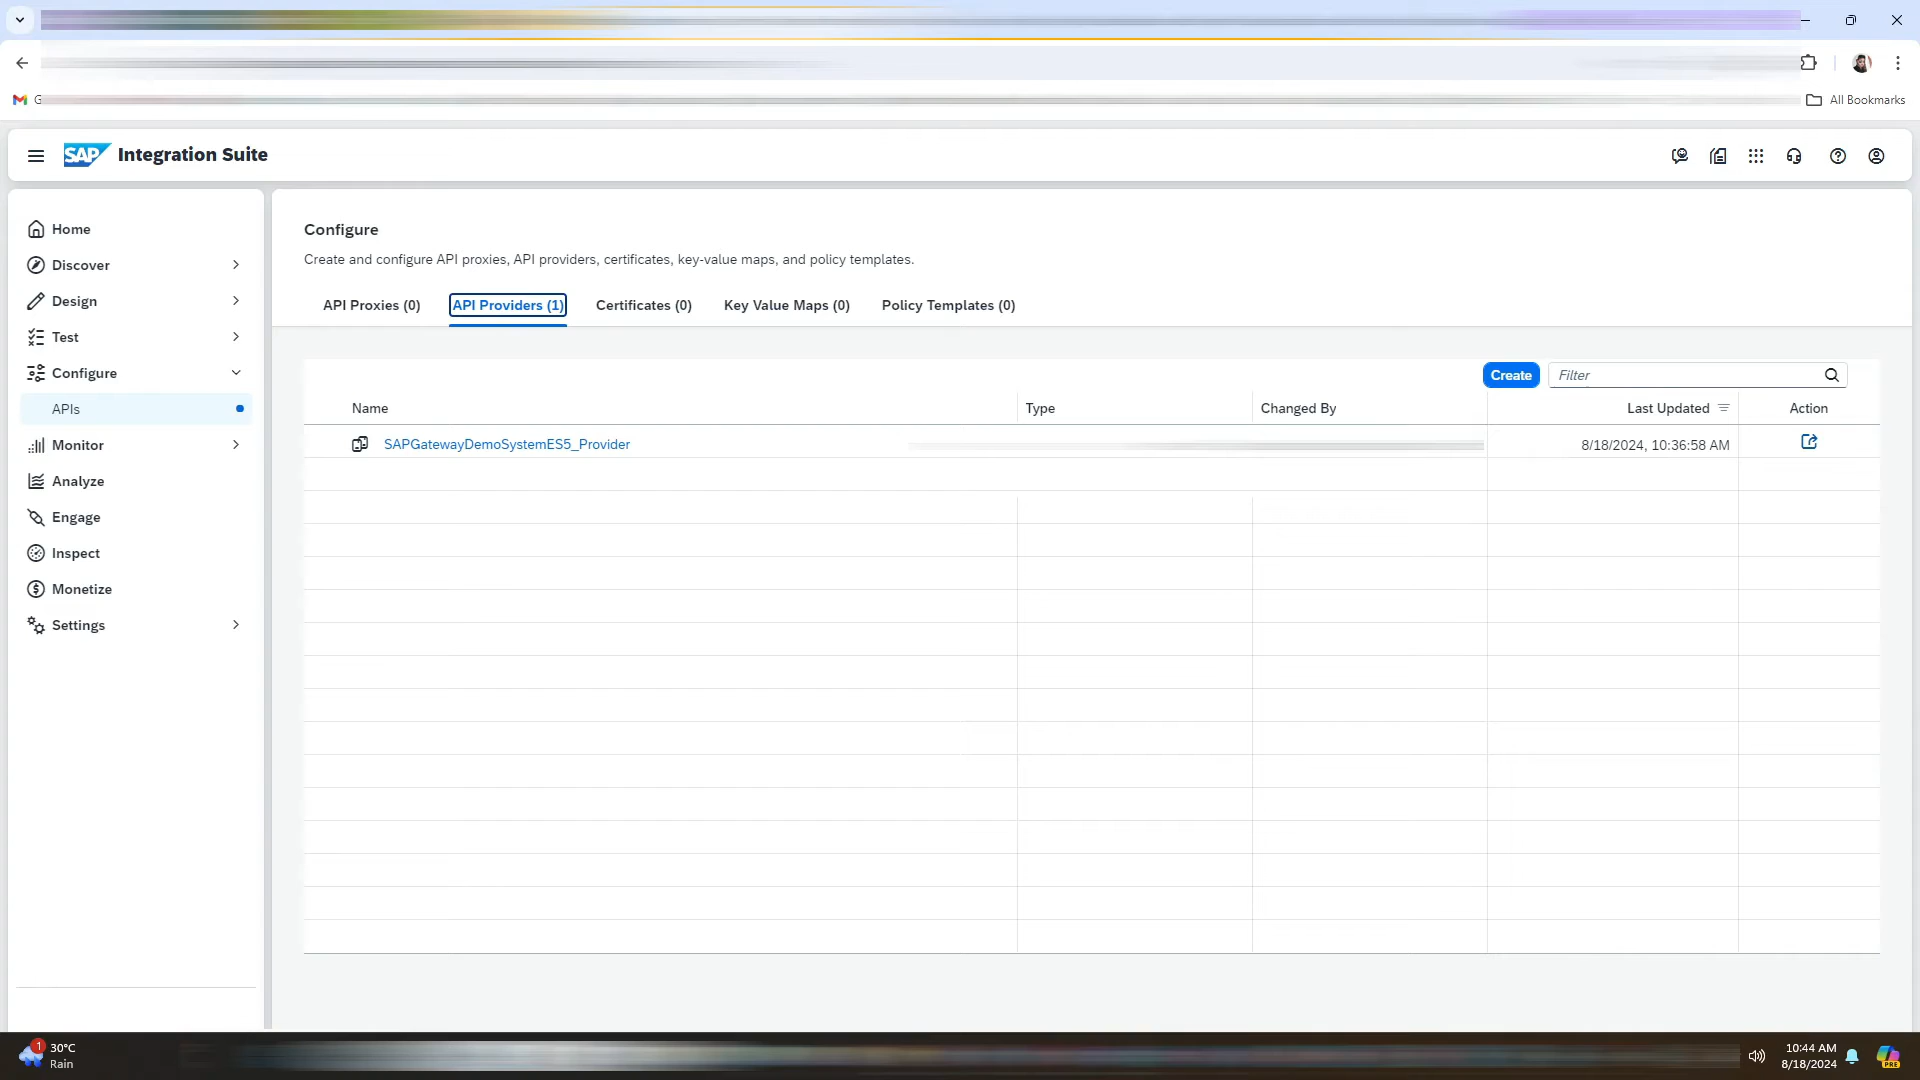 All Bookmarks
SAP Integration Suite
Home
Discover
Design
Test
Configure
APIs
Monitor
Analyze
Engage
Inspect
Monetize
Settings
Configure
Create and configure API proxies, API providers, certificates, key-value maps, and policy templates.
API Proxies (0) API Providers (1) Certificates (0) Key Value Maps (0) Policy Templates (0)
Create Filter
Name Type Changed By Last Updated Action
SAPGatewayDemoSystemES5_Provider 8/18/2024, 10:36:58 AM
1 30°C
Rain
10:44 AM
8/18/2024
PRE